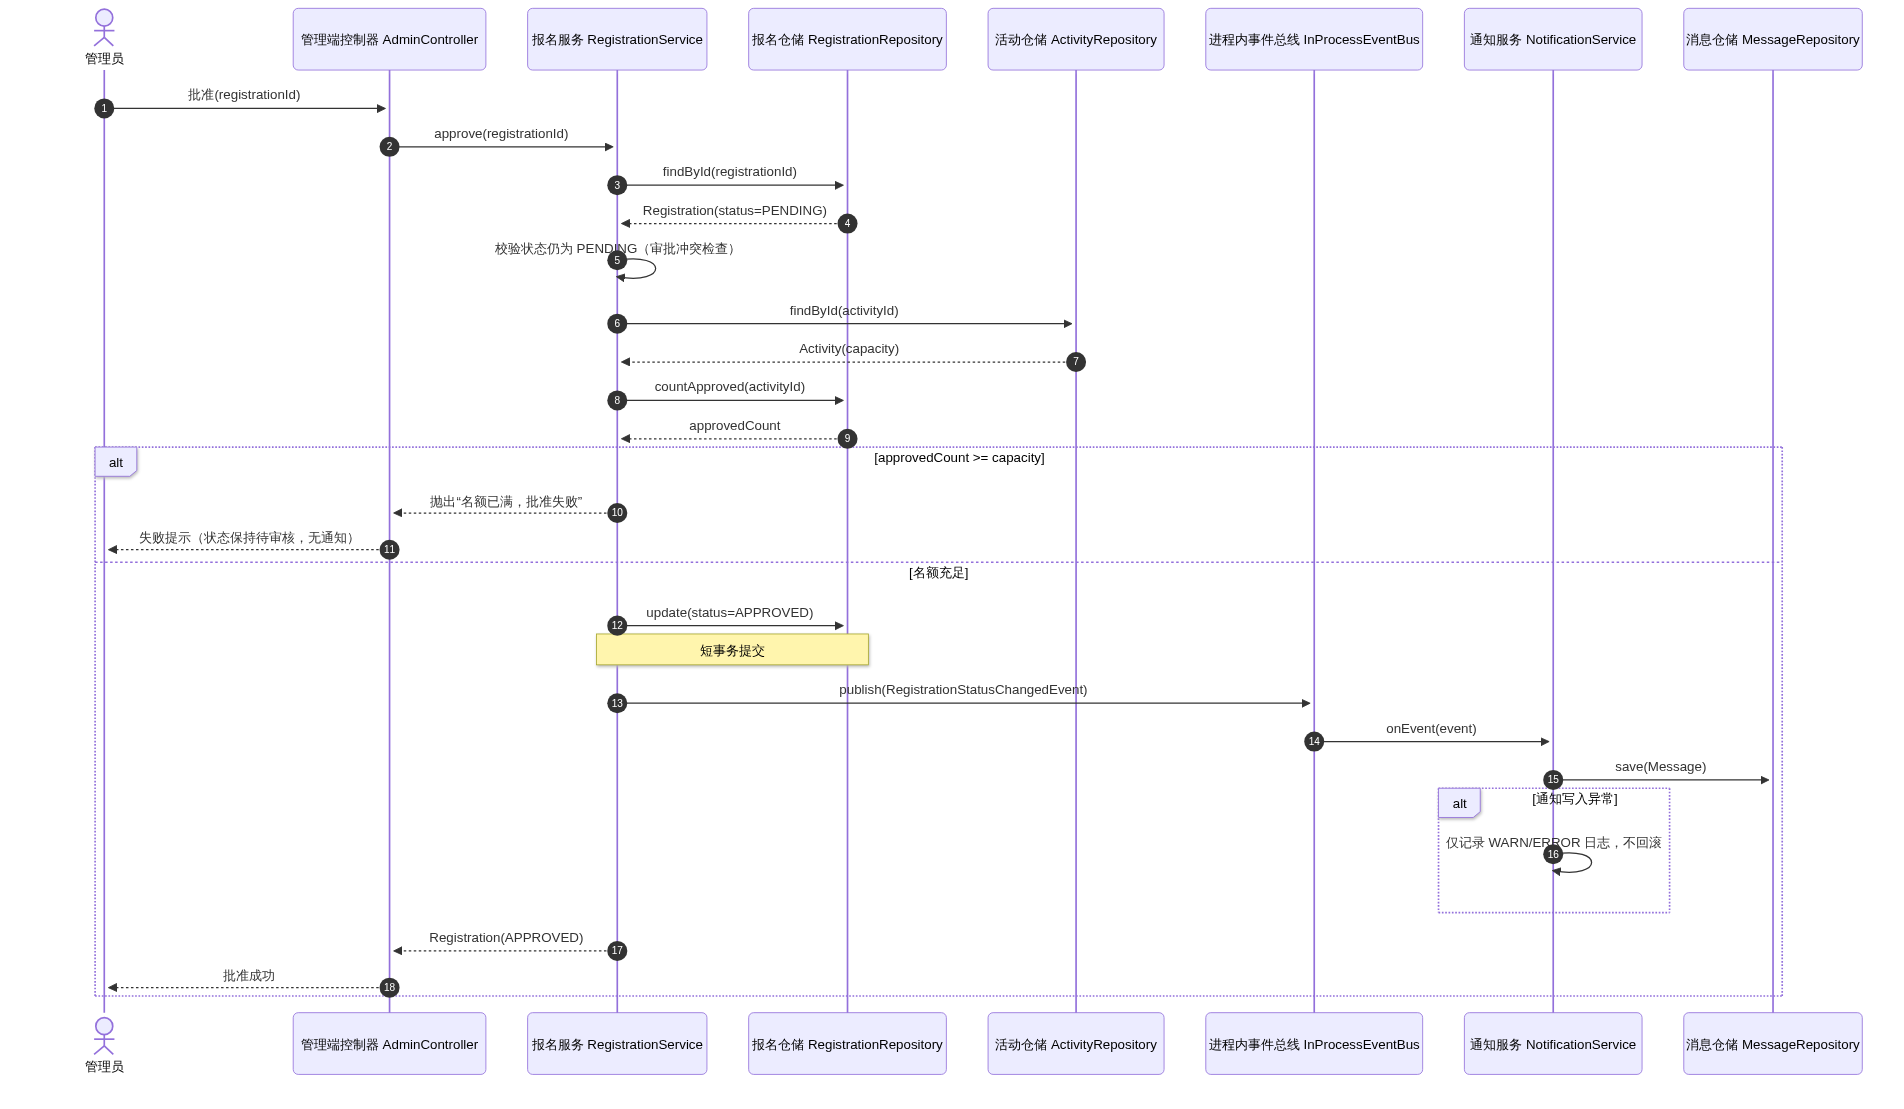 管理员
管理端控制器 AdminController
报名服务 RegistrationService
报名仓储 RegistrationRepository
活动仓储 ActivityRepository
进程内事件总线 InProcessEventBus
通知服务 NotificationService
消息仓储 MessageRepository
批准(registrationId)
1
approve(registrationId)
2
findById(registrationId)
3
Registration(status=PENDING)
4
校验状态仍为 PENDING（审批冲突检查）
5
findById(activityId)
6
Activity(capacity)
7
countApproved(activityId)
8
approvedCount
9
alt
[approvedCount >= capacity]
抛出“名额已满，批准失败”
10
失败提示（状态保持待审核，无通知）
11
[名额充足]
update(status=APPROVED)
12
短事务提交
publish(RegistrationStatusChangedEvent)
13
onEvent(event)
14
save(Message)
15
alt
[通知写入异常]
仅记录 WARN/ERROR 日志，不回滚
16
Registration(APPROVED)
17
批准成功
18
管理员
管理端控制器 AdminController
报名服务 RegistrationService
报名仓储 RegistrationRepository
活动仓储 ActivityRepository
进程内事件总线 InProcessEventBus
通知服务 NotificationService
消息仓储 MessageRepository